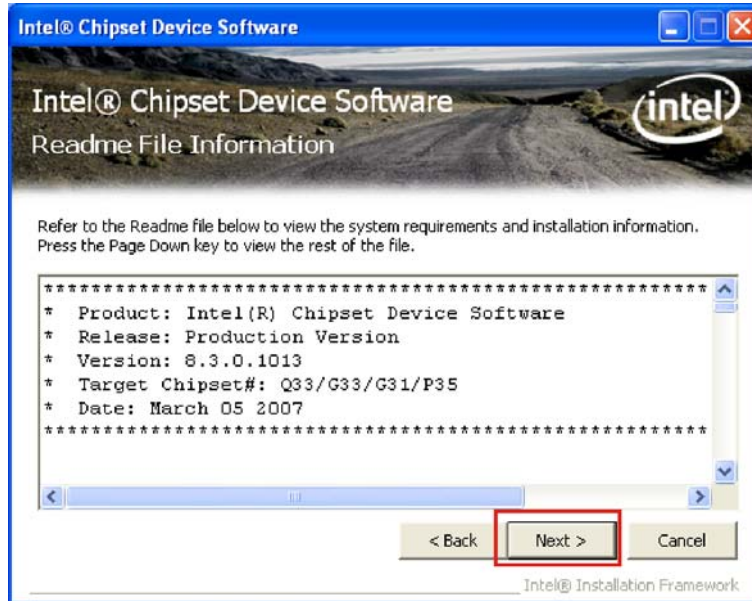 Intel® Chipset Device Software
Intel® Chipset Device Software
intel
Readme File Information
Refer to the Readme file below to view the system requirements and installation information.
Press the Page Down key to view the rest of the file.
********************************************************
* Product: Intel(R) Chipset Device Software
* Release: Production Version
* Version: 8.3.0.1013
* Target Chipset#: Q33/G33/G31/P35
* Date: March 05 2007
********************************************************
< Back Next > Cancel
Intel® Installation Framework